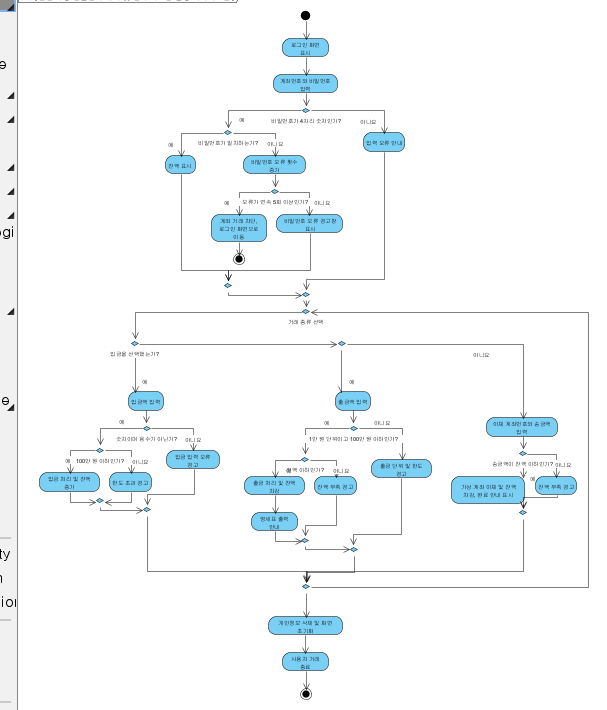 로그인 화면
표시
계좌번호와 비밀번호
입력
비밀번호가 4자리 숫자인가?
예
아니요
비밀번호가 일치하는가?
예
아니요
입력 오류 안내
잔액 표시
비밀번호 오류 횟수
증가
오류가 연속 5회 이상인가?
예
아니요
계좌 거래 차단,
로그인 화면으로
이동
비밀번호 오류 경고창
표시
거래 종류 선택
입금을 선택했는가?
아니요
예
예
입금액 입력
출금액 입력
이체 계좌번호와 송금액
입력
예
숫자이며 음수가 아닌가?
아니요
예
아니요
1만 원 단위이고 100만 원 이하인가?
예
100만 원 이하인가?
아니요
입금 입력 오류
경고
이하인가?
아니요
출금 단위 및 한도
경고
송금액이 잔액 이하인가?
아니요
예
입금 처리 및 잔액
증가
한도 초과 경고
출금 처리 및 잔액
차감
잔액 부족 경고
가상 계좌 이체 및 잔액
차감, 완료 안내 표시
잔액 부족 경고
명세표 출력
안내
개인정보 삭제 및 화면
초기화
사용자 거래
종료
e
ogi
e
ty
n
ion